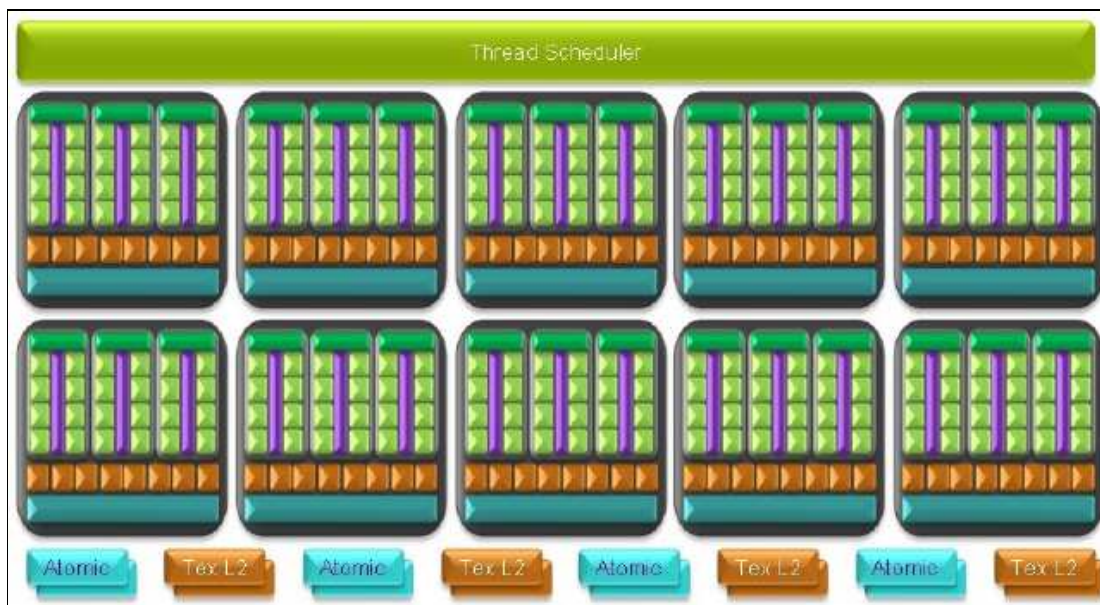 Thread Scheduler
Atomic Tex L2 Atomic Tex L2 Atomic Tex L2 Atomic Tex L2